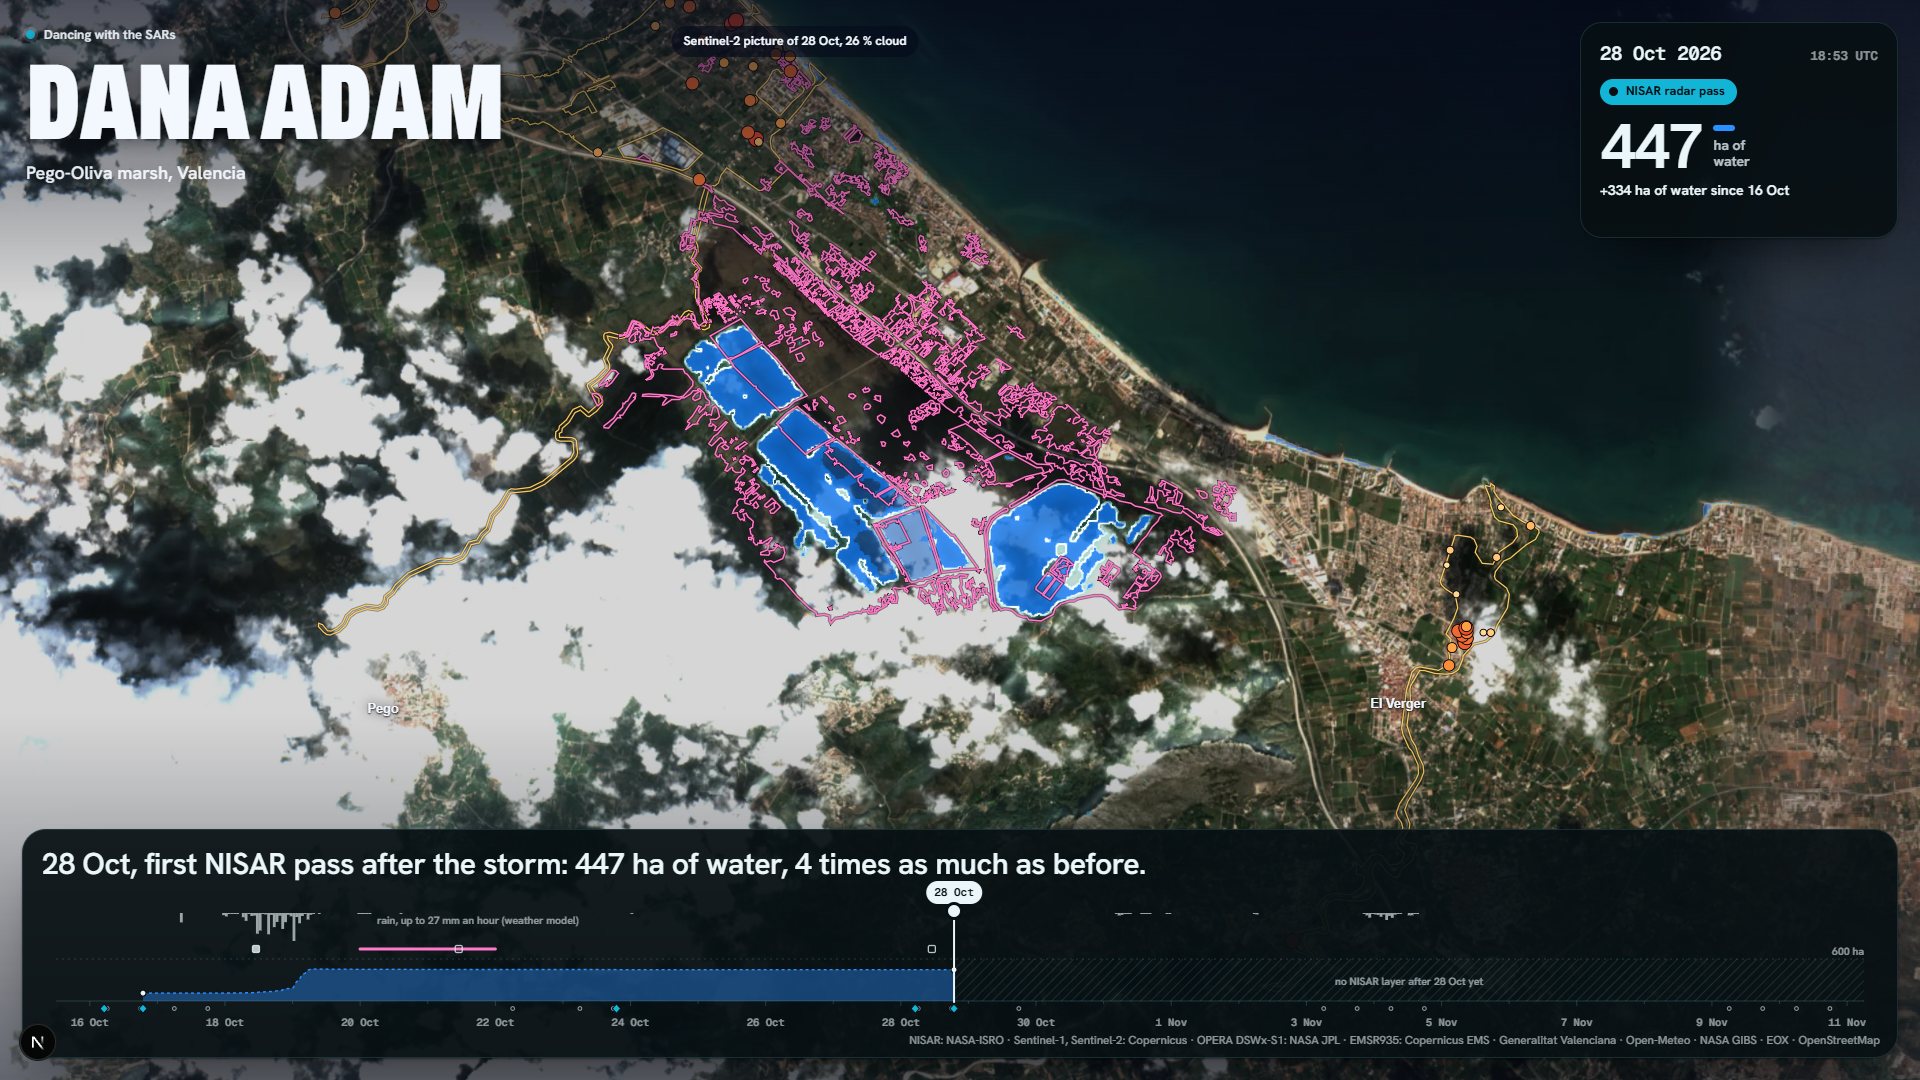 Dancing with the SARs
DANA ADAM
Pego-Oliva marsh, Valencia
Sentinel-2 picture of 28 Oct, 26 % cloud
28 Oct 2026
18:53 UTC
NISAR radar pass
447
ha of
water
+334 ha of water since 16 Oct
Pego
El Verger
28 Oct, first NISAR pass after the storm: 447 ha of water, 4 times as much as before.
28 Oct
rain, up to 27 mm an hour (weather model)
600 ha
no NISAR layer after 28 Oct yet
16 Oct
18 Oct
20 Oct
22 Oct
24 Oct
26 Oct
28 Oct
30 Oct
1 Nov
3 Nov
5 Nov
7 Nov
9 Nov
11 Nov
N
NISAR: NASA-ISRO · Sentinel-1, Sentinel-2: Copernicus · OPERA DSWx-S1: NASA JPL · EMSR935: Copernicus EMS · Generalitat Valenciana · Open-Meteo · NASA GIBS · EOX · OpenStreetMap